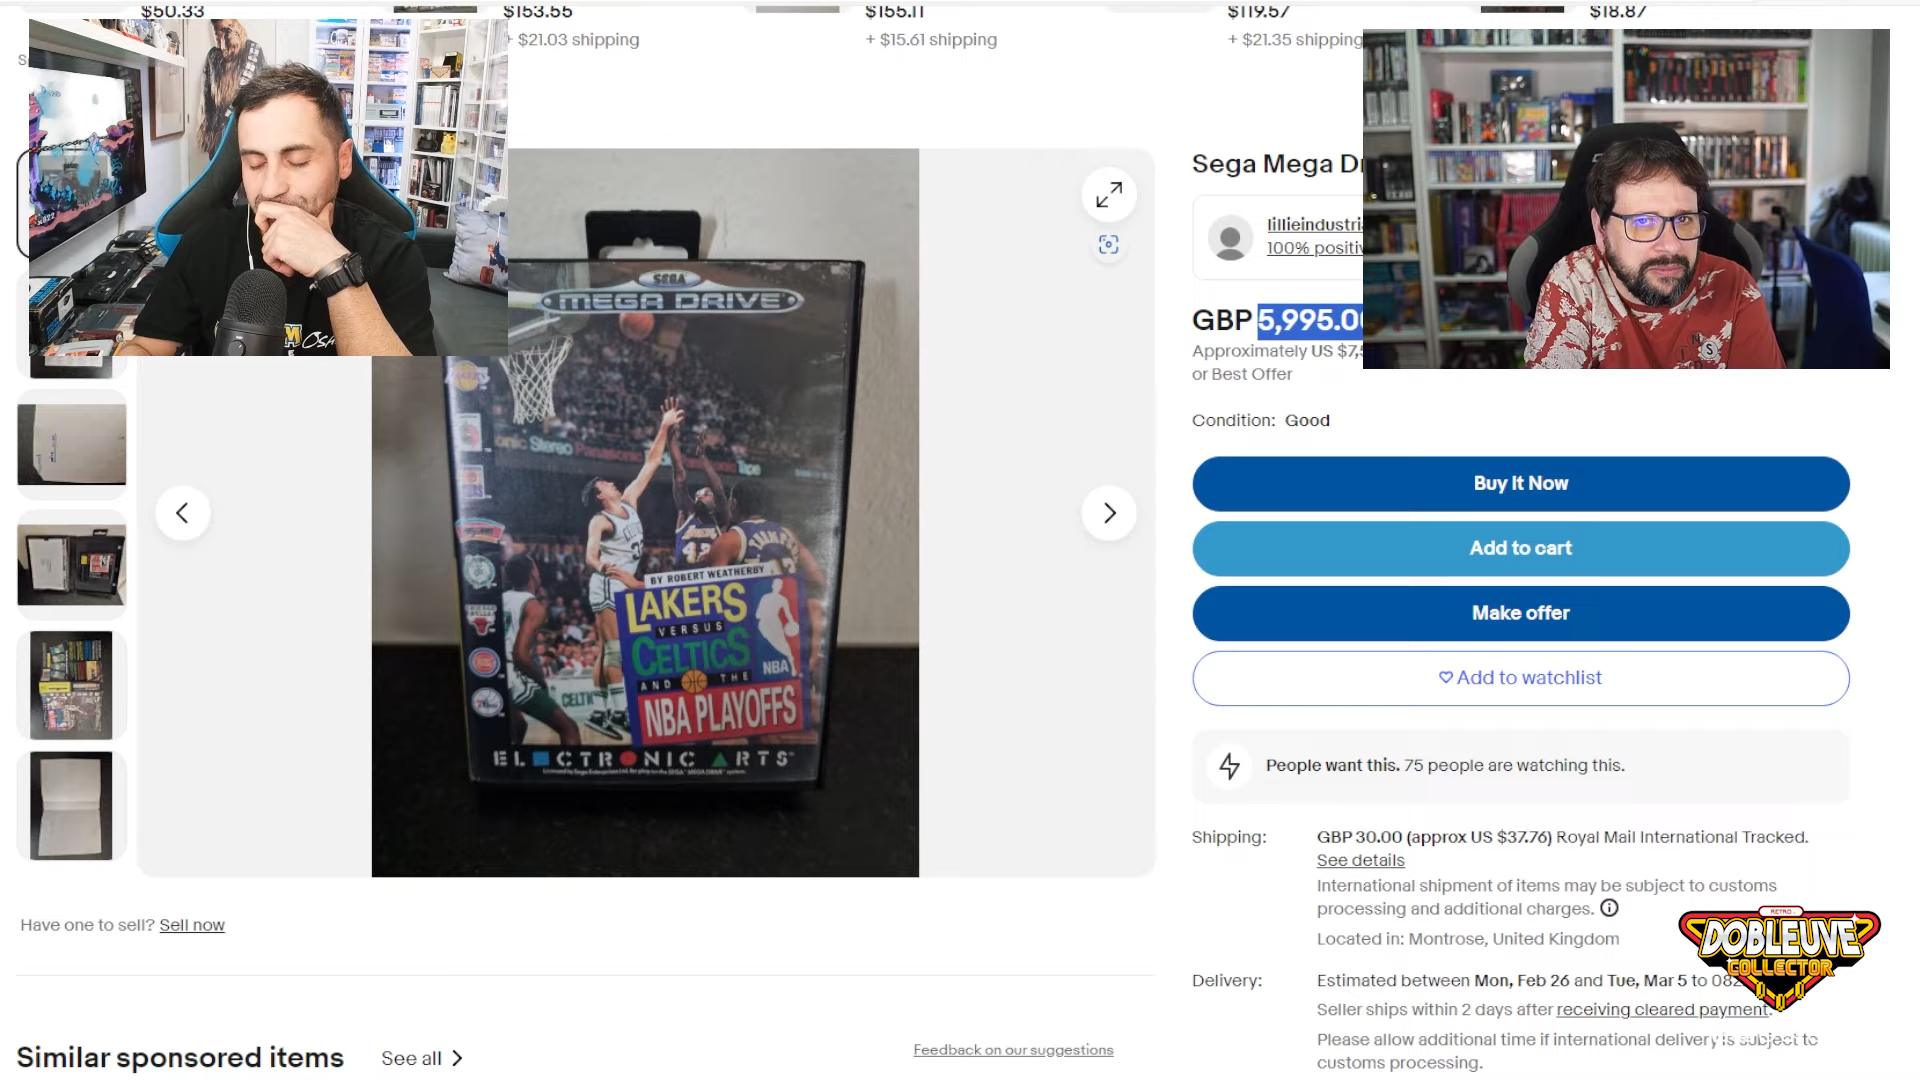 $50.33
$153.55
$155.11
$119.57
$18.87
+ $21.03 shipping
+ $15.61 shipping
+ $21.35 shipping
Sega Mega Dr
lillieindustria
100% positiv
GBP 5,995.00
Approximately US $7,5
or Best Offer
Condition: Good
Buy It Now
Add to cart
Make offer
Add to watchlist
People want this. 75 people are watching this.
Shipping:
GBP 30.00 (approx US $37.76) Royal Mail International Tracked.
See details
International shipment of items may be subject to customs
processing and additional charges.
Located in: Montrose, United Kingdom
Delivery:
Estimated between Mon, Feb 26 and Tue, Mar 5 to 082
Seller ships within 2 days after receiving cleared payment.
Please allow additional time if international delivery is subject to
customs processing.
SEGA
MEGA DRIVE
BY ROBERT WEATHERBY
LAKERS
VERSUS
CELTICS
AND THE
NBA PLAYOFFS
NBA
ELECTRONIC ARTS
Have one to sell? Sell now
Similar sponsored items
See all
Feedback on our suggestions
RETRO
DOBLEUVE
COLLECTOR